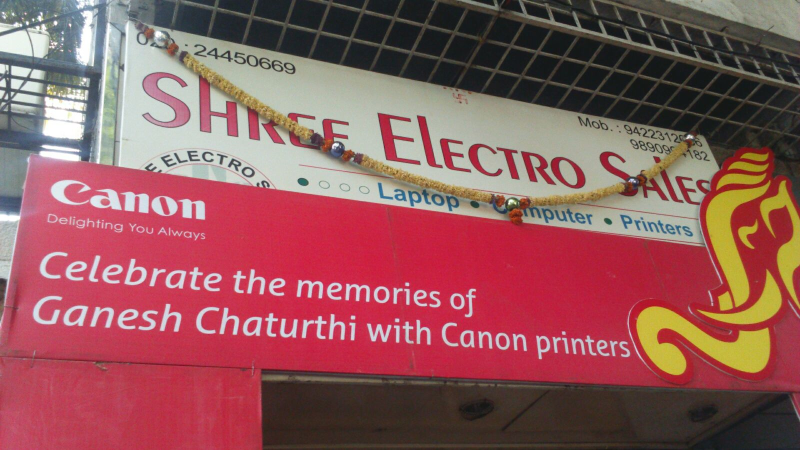 24450669
SHREE ELECTRO SALES
Mob. :
ELECTRO
Laptop
Printers
Canon
Delighting You Always
Celebrate the memories of
Ganesh Chaturthi with Canon printers